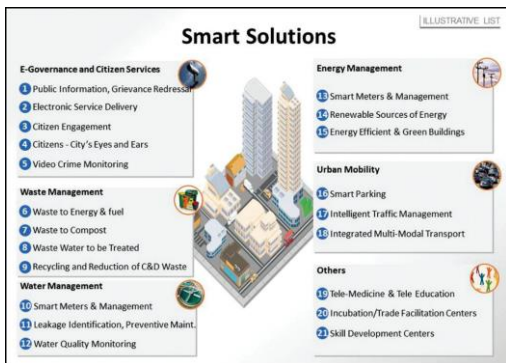 ILLUSTRATIVE LIST
Smart Solutions
E-Governance and Citizen Services
1 Public Information, Grievance Redressal
2 Electronic Service Delivery
3 Citizen Engagement
4 Citizens - City's Eyes and Ears
5 Video Crime Monitoring
Waste Management
6 Waste to Energy & fuel
7 Waste to Compost
8 Waste Water to be Treated
9 Recycling and Reduction of C&D Waste
Water Management
10 Smart Meters & Management
11 Leakage Identification, Preventive Maint.
12 Water Quality Monitoring
Energy Management
13 Smart Meters & Management
14 Renewable Sources of Energy
15 Energy Efficient & Green Buildings
Urban Mobility
16 Smart Parking
17 Intelligent Traffic Management
18 Integrated Multi-Modal Transport
Others
19 Tele-Medicine & Tele Education
20 Incubation/Trade Facilitation Centers
21 Skill Development Centers